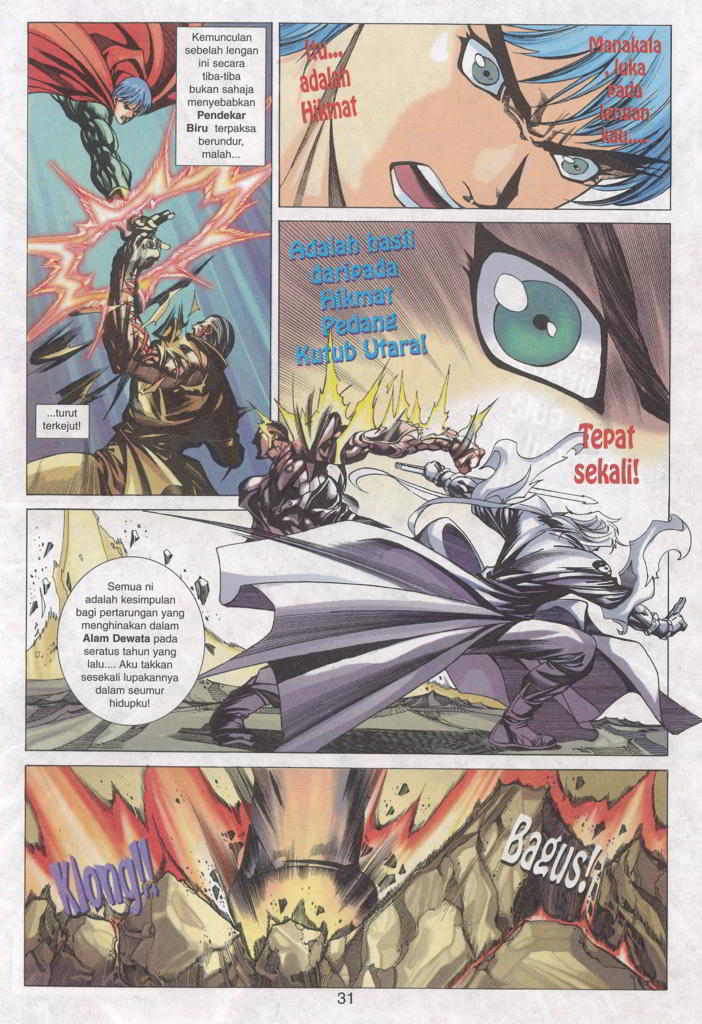 Kemunculan
sebelah lengan
ini secara
tiba-tiba
bukan sahaja
menyebabkan
Pendekar
Biru terpaksa
berundur,
malah...
...turut
terkejut!
Itu...
adalah
Hikmat
Manakala
, luka
pada
lengan
kau....
Adalah hasil
daripada
Hikmat
Pedang
Kutub Utara!
Tepat
sekali!
Semua ni
adalah kesimpulan
bagi pertarungan yang
menghinakan dalam
Alam Dewata pada
seratus tahun yang
lalu.... Aku takkan
sesekali lupakannya
dalam seumur
hidupku!
Klong!!
Bagus!
31